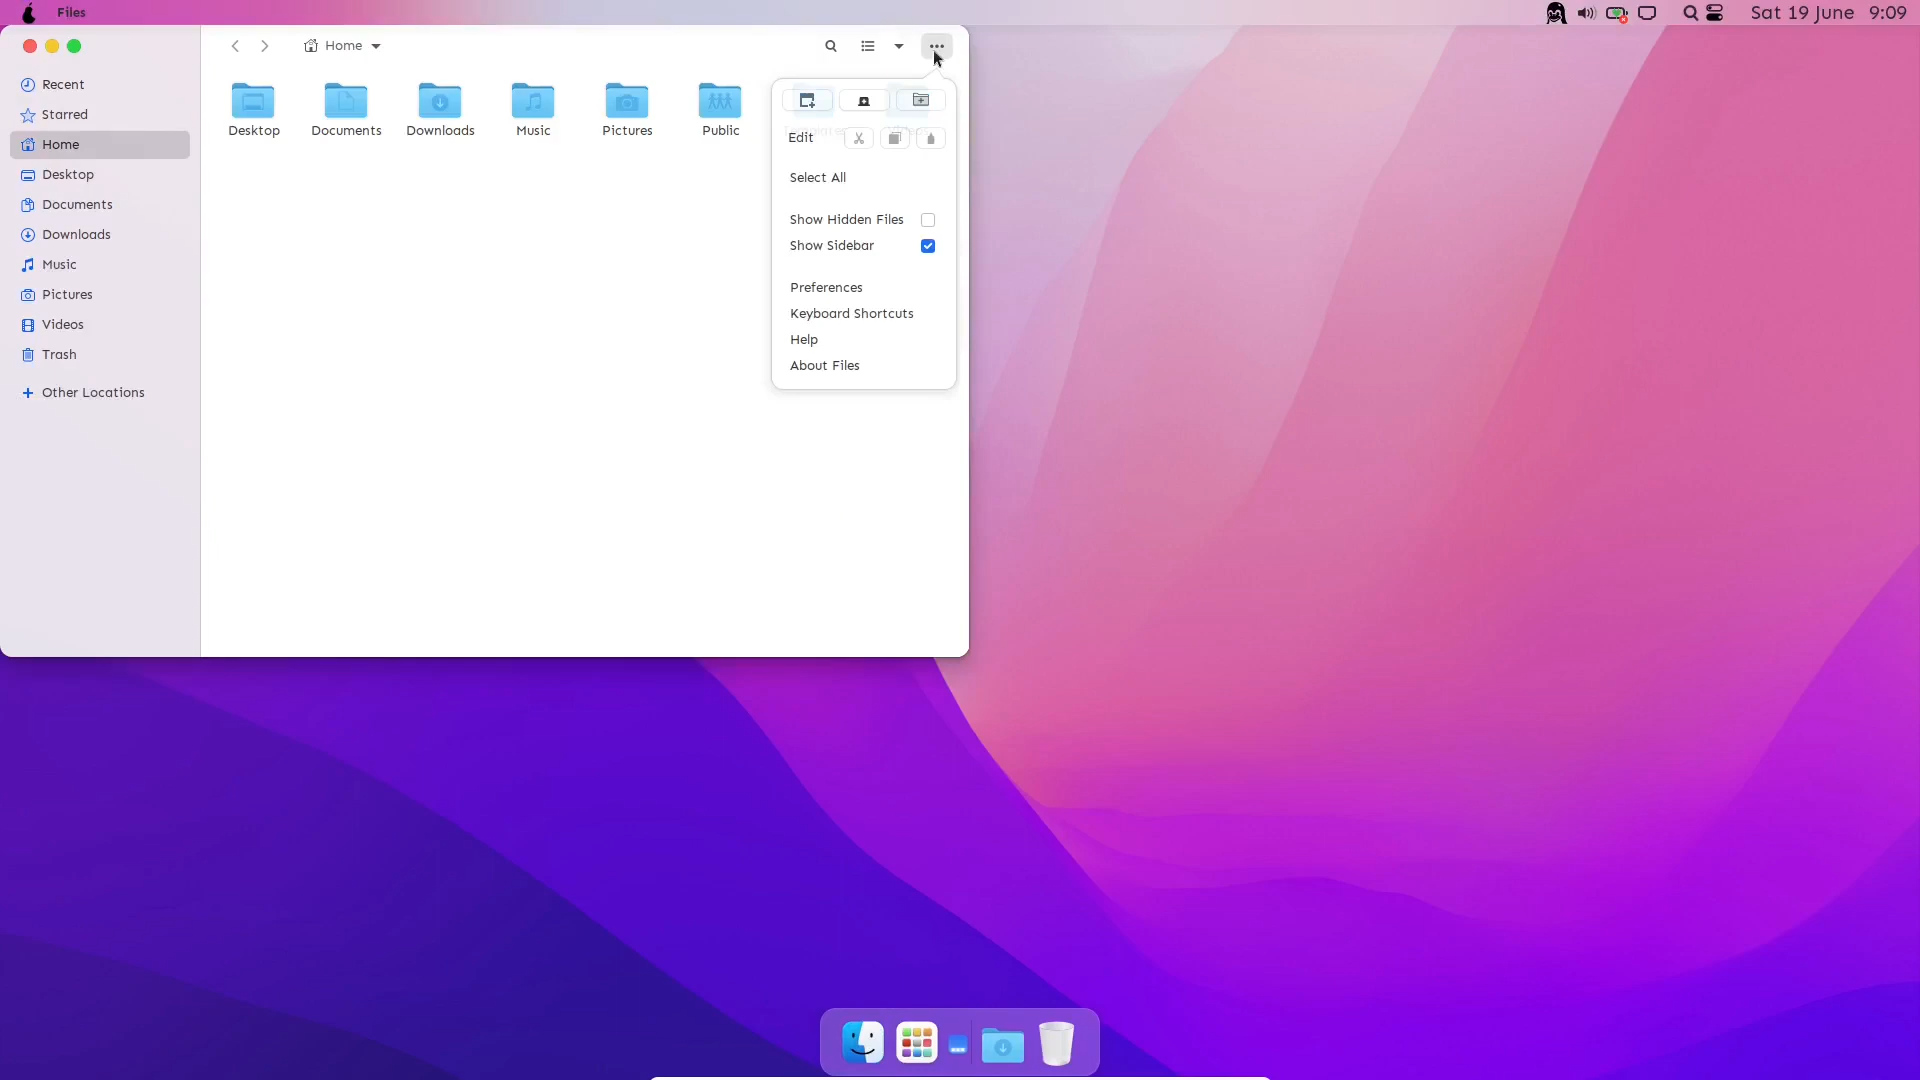 Files
Sat 19 June 9:09
Home
Recent
Starred
Home
Desktop
Documents
Downloads
Music
Pictures
Videos
Trash
Other Locations
Desktop
Documents
Downloads
Music
Pictures
Public
Edit
Select All
Show Hidden Files
Show Sidebar
Preferences
Keyboard Shortcuts
Help
About Files